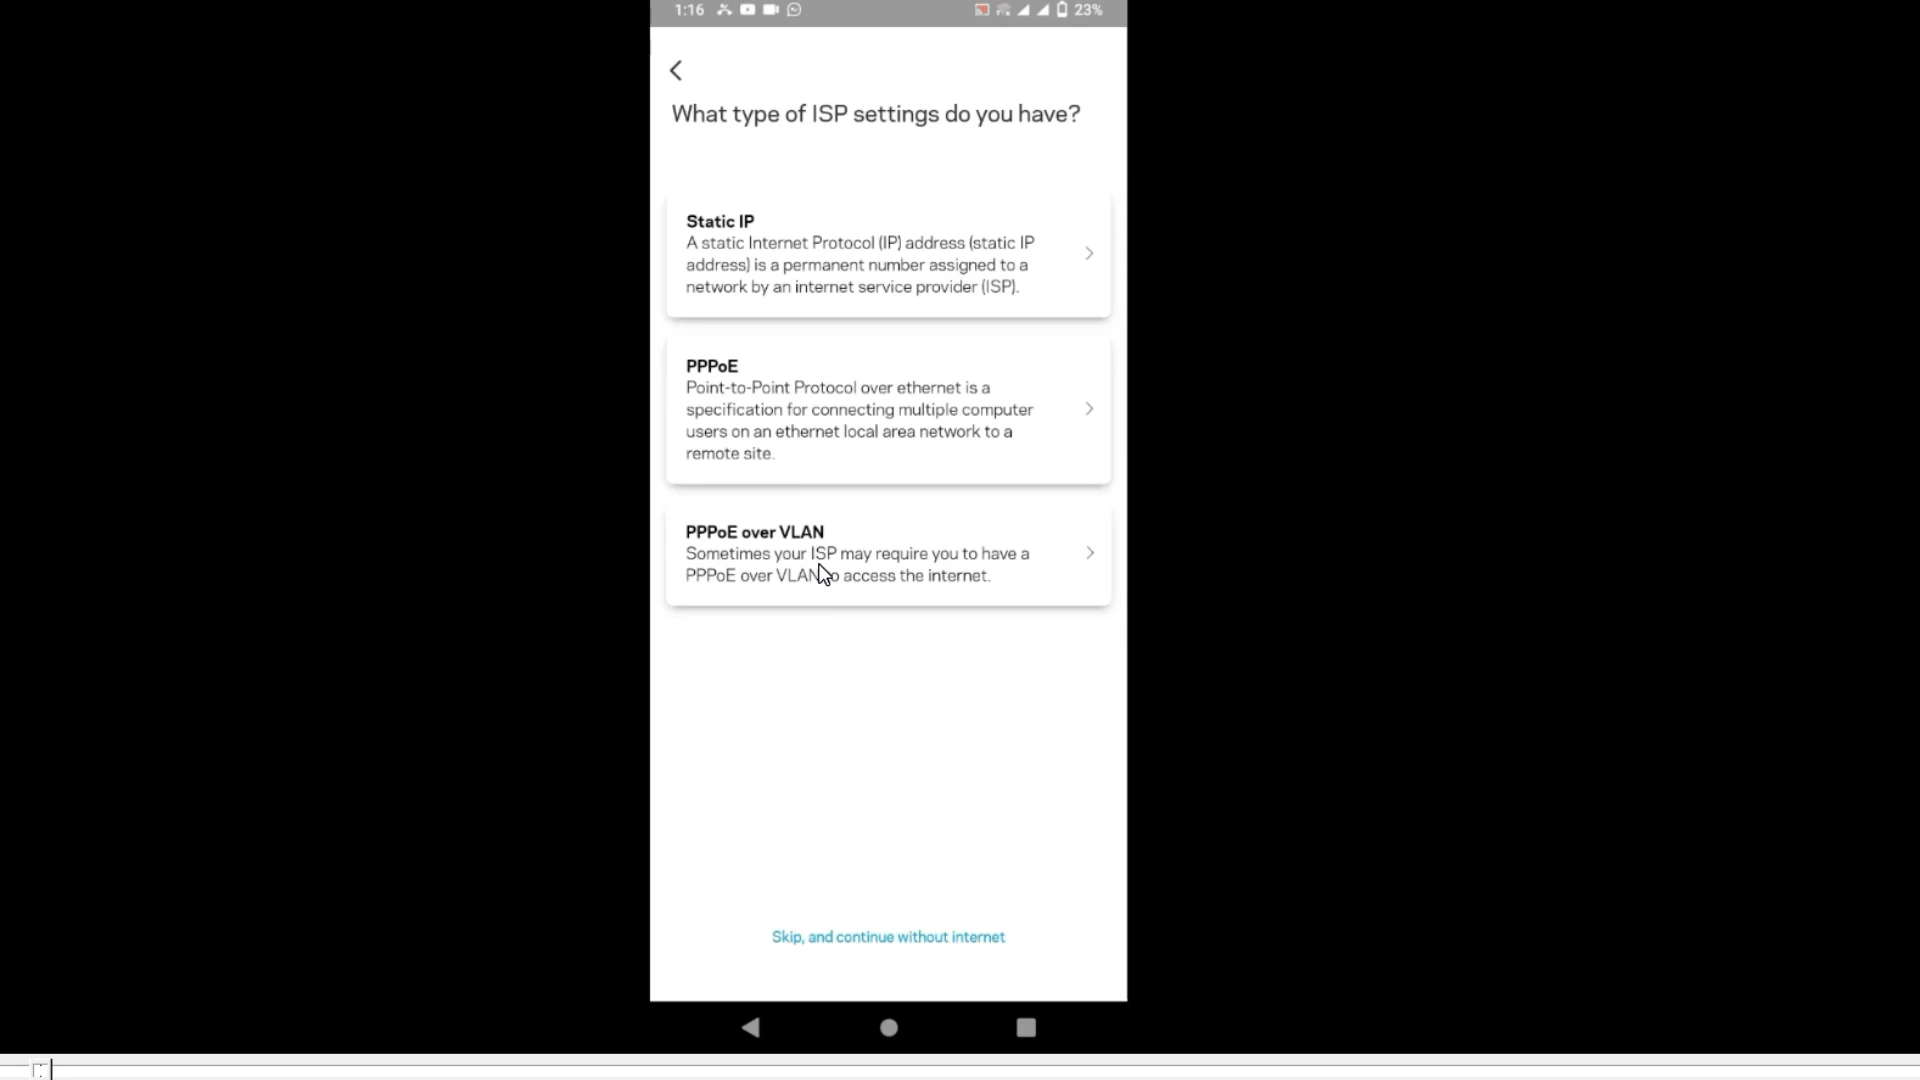 1:16
23%
What type of ISP settings do you have?
Static IP
A static Internet Protocol (IP) address (static IP
address) is a permanent number assigned to a
network by an internet service provider (ISP).
PPPoE
Point-to-Point Protocol over ethernet is a
specification for connecting multiple computer
users on an ethernet local area network to a
remote site.
PPPoE over VLAN
Sometimes your ISP may require you to have a
PPPoE over VLAN to access the internet.
Skip, and continue without internet